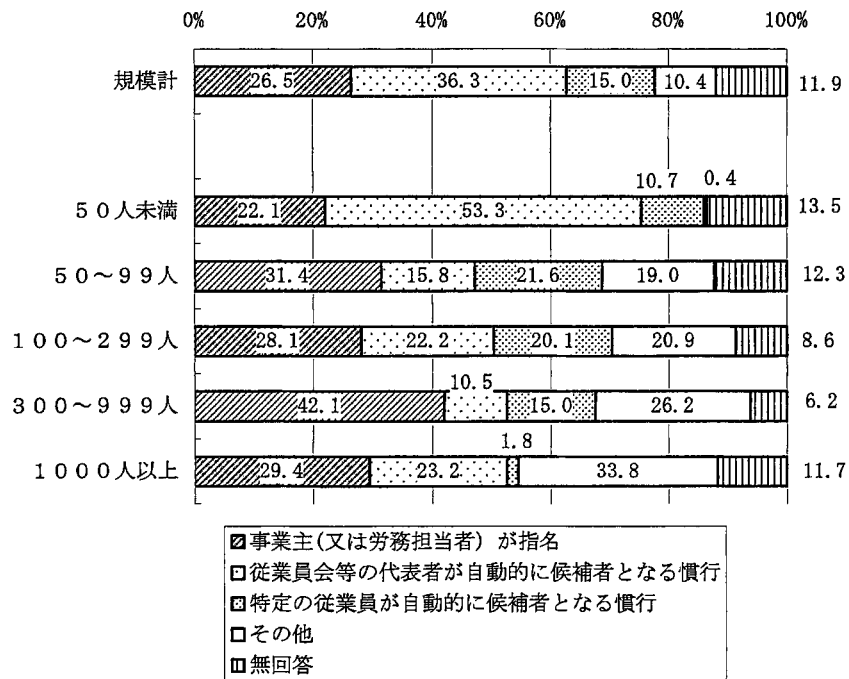 0% 20% 40% 60% 80% 100%
規模計 26.5 36.3 15.0 10.4 11.9
10.7 0.4
50人未満 22.1 53.3 13.5
50～99人 31.4 15.8 21.6 19.0 12.3
100～299人 28.1 22.2 20.1 20.9 8.6
10.5
300～999人 42.1 15.0 26.2 6.2
1.8
1000人以上 29.4 23.2 33.8 11.7
事業主(又は労務担当者)が指名
従業員会等の代表者が自動的に候補者となる慣行
特定の従業員が自動的に候補者となる慣行
その他
無回答